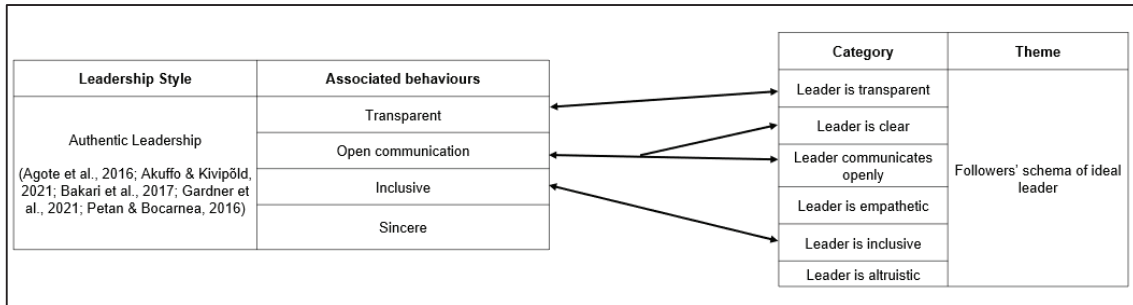 Leadership Style
Associated behaviours
Authentic Leadership
(Agote et al., 2016; Akuffo & Kivipõld,
2021; Bakari et al., 2017; Gardner et
al., 2021; Petan & Bocarnea, 2016)
Transparent
Open communication
Inclusive
Sincere
Category
Theme
Leader is transparent
Leader is clear
Leader communicates
openly
Leader is empathetic
Leader is inclusive
Leader is altruistic
Followers' schema of ideal
leader